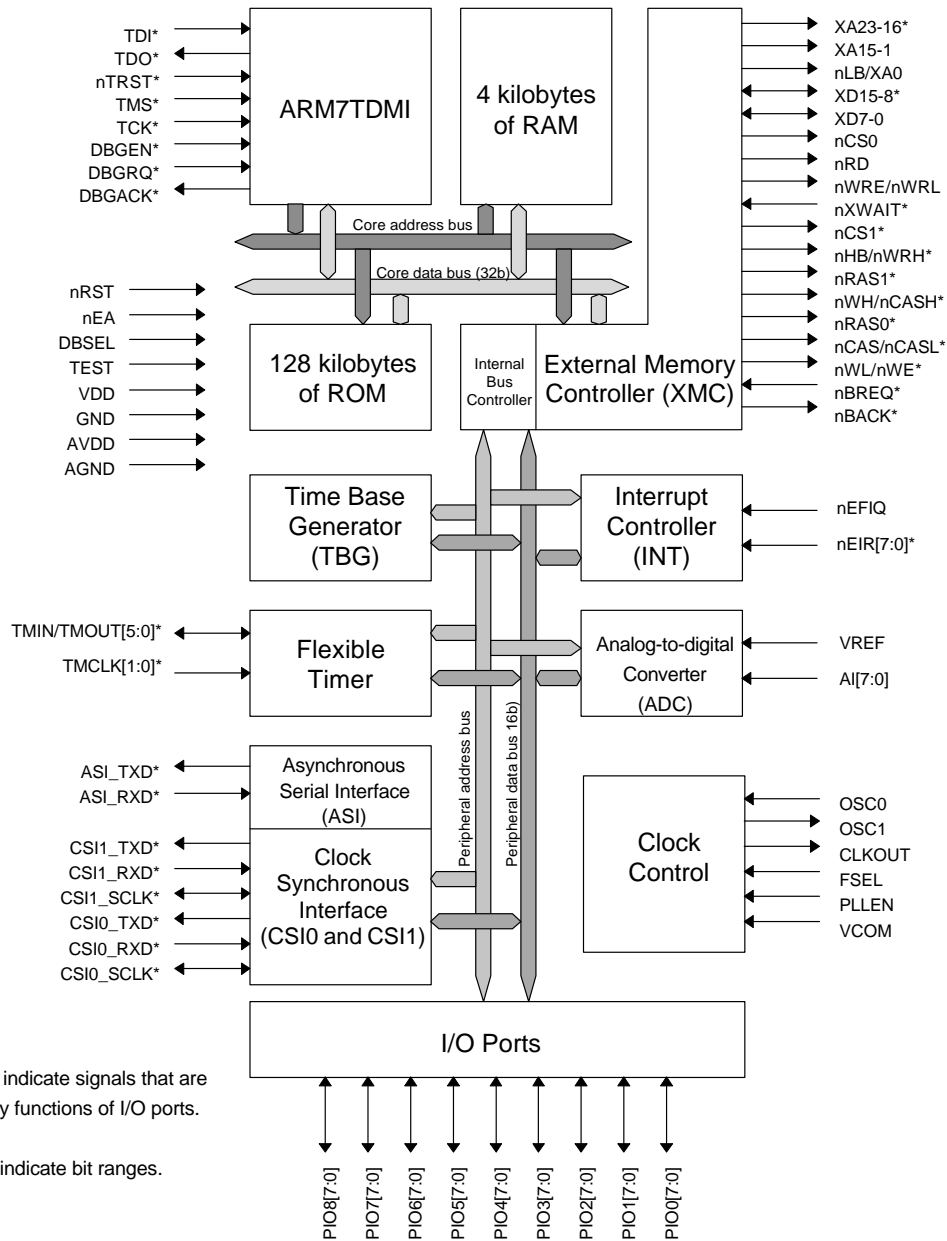 TDI*
TDO*
nTRST*
TMS*
TCK*
DBGEN*
DBGRQ*
DBGACK*
ARM7TDMI
4 kilobytes
of RAM
XA23-16*
XA15-1
nLB/XA0
XD15-8*
XD7-0
nCS0
nRD
nWRE/nWRL
nXWAIT*
nCS1*
nHB/nWRH*
nRAS1*
nWH/nCASH*
nRAS0*
nCAS/nCASL*
nWL/nWE*
nBREQ*
nBACK*
Core address bus
Core data bus (32b)
nRST
nEA
DBSEL
TEST
VDD
GND
AVDD
AGND
128 kilobytes
of ROM
Internal
Bus
Controller
External Memory
Controller (XMC)
Time Base
Generator
(TBG)
Interrupt
Controller
(INT)
nEFIQ
nEIR[7:0]*
TMIN/TMOUT[5:0]*
TMCLK[1:0]*
Flexible
Timer
Analog-to-digital
Converter
(ADC)
VREF
AI[7:0]
Peripheral address bus
Peripheral data bus 16b)
ASI_TXD*
ASI_RXD*
Asynchronous
Serial Interface
(ASI)
CSI1_TXD*
CSI1_RXD*
CSI1_SCLK*
CSI0_TXD*
CSI0_RXD*
CSI0_SCLK*
Clock
Synchronous
Interface
(CSI0 and CSI1)
Clock
Control
OSC0
OSC1
CLKOUT
FSEL
PLLEN
VCOM
I/O Ports
indicate signals that are
y functions of I/O ports.
indicate bit ranges.
PIO8[7:0]
PIO7[7:0]
PIO6[7:0]
PIO5[7:0]
PIO4[7:0]
PIO3[7:0]
PIO2[7:0]
PIO1[7:0]
PIO0[7:0]